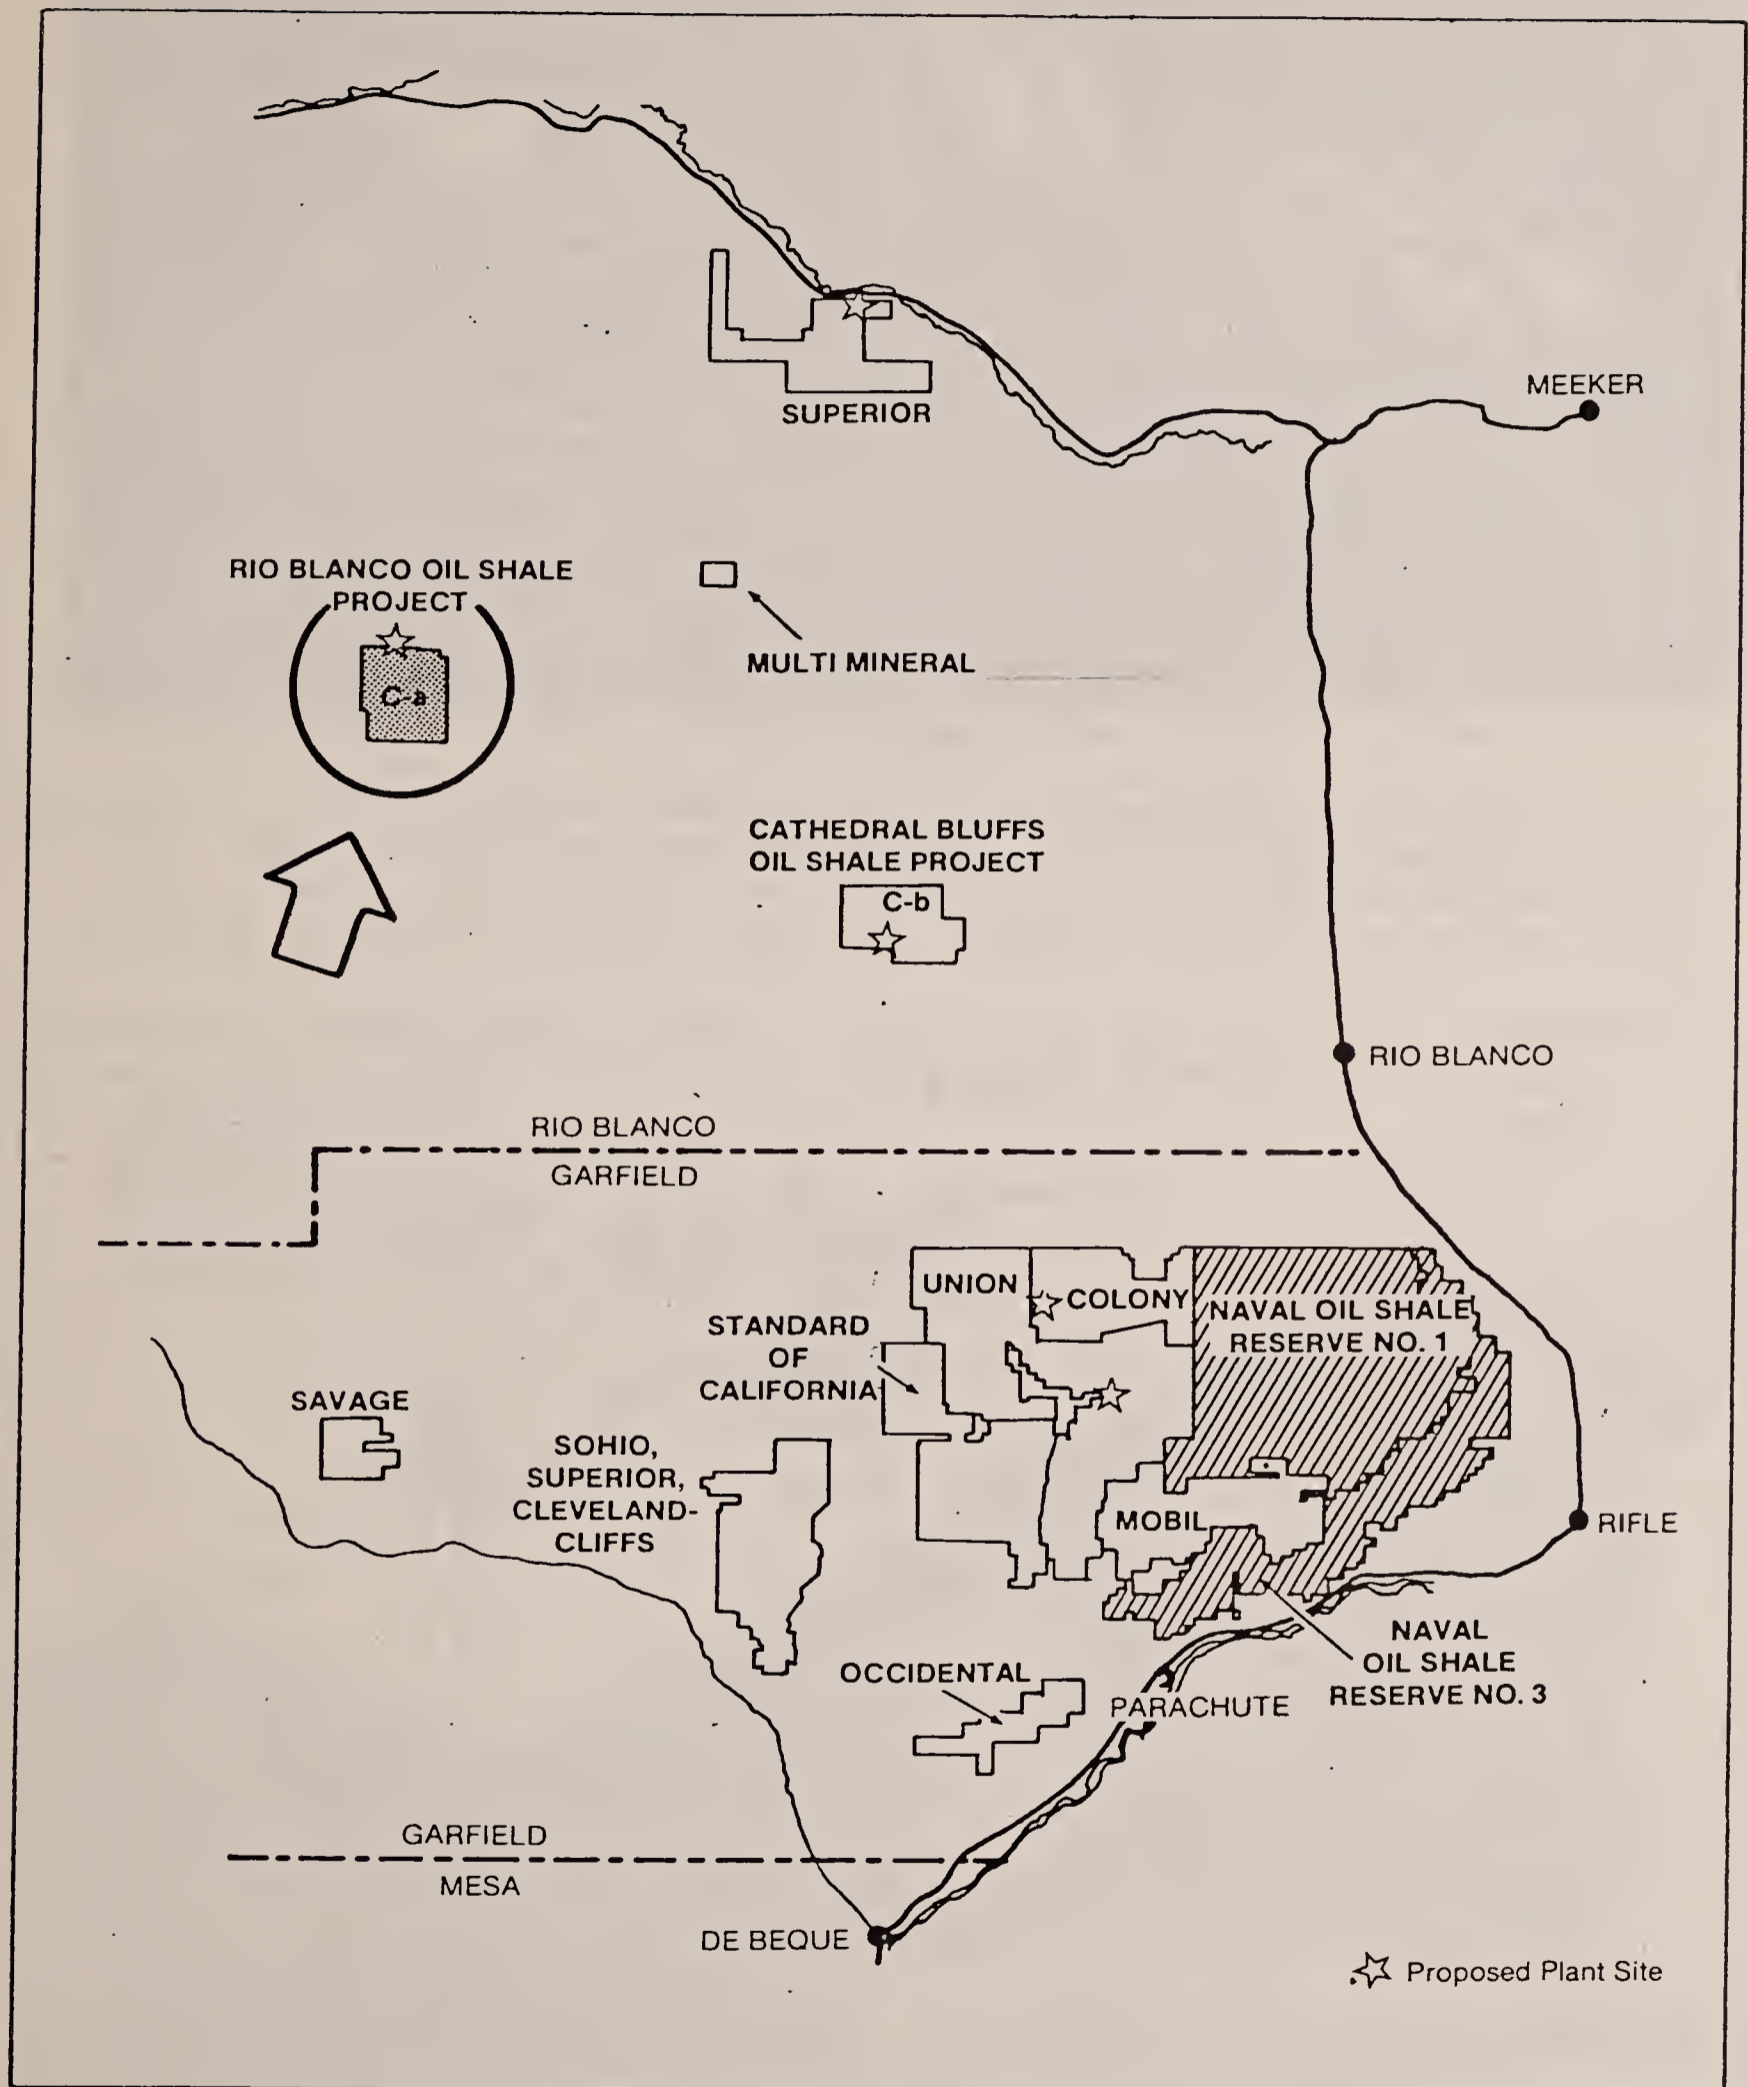 MEEKER
SUPERIOR
RIO BLANCO OIL SHALE
PROJECT
C-a
MULTI MINERAL
CATHEDRAL BLUFFS
OIL SHALE PROJECT
C-b
RIO BLANCO
RIO BLANCO
GARFIELD
UNION
COLONY
NAVAL OIL SHALE
RESERVE NO. 1
STANDARD
OF
CALIFORNIA
SAVAGE
SOHIO,
SUPERIOR,
CLEVELAND-
CLIFFS
MOBIL
RIFLE
NAVAL
OIL SHALE
RESERVE NO. 3
OCCIDENTAL
PARACHUTE
GARFIELD
MESA
DE BEQUE
Proposed Plant Site